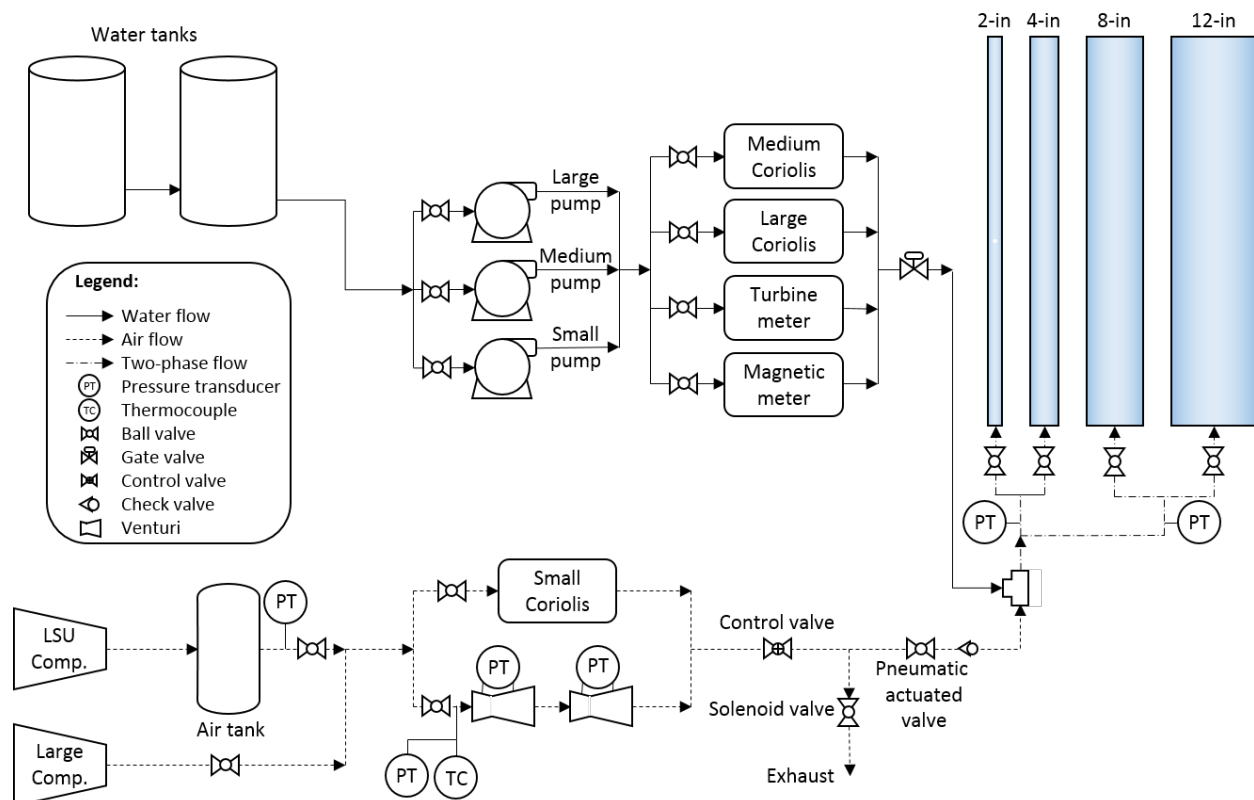 2-in 4-in 8-in 12-in
Water tanks
Large
pump
Medium
pump
Small
pump
Medium
Coriolis
Large
Coriolis
Turbine
meter
Magnetic
meter
Legend:
Water flow
Air flow
Two-phase flow
PT Pressure transducer
TC Thermocouple
Ball valve
Gate valve
Control valve
Check valve
Venturi
PT PT
LSU
Comp.
Air tank
PT
Large
Comp.
Small
Coriolis
PT PT
PT TC
Control valve
Pneumatic
actuated
valve
Solenoid valve
Exhaust